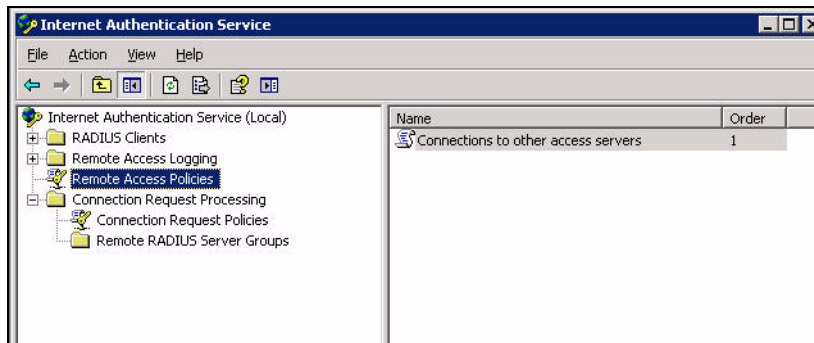 Internet Authentication Service
File Action View Help
Internet Authentication Service (Local)
RADIUS Clients
Remote Access Logging
Remote Access Policies
Connection Request Processing
Connection Request Policies
Remote RADIUS Server Groups
Name Order
Connections to other access servers 1